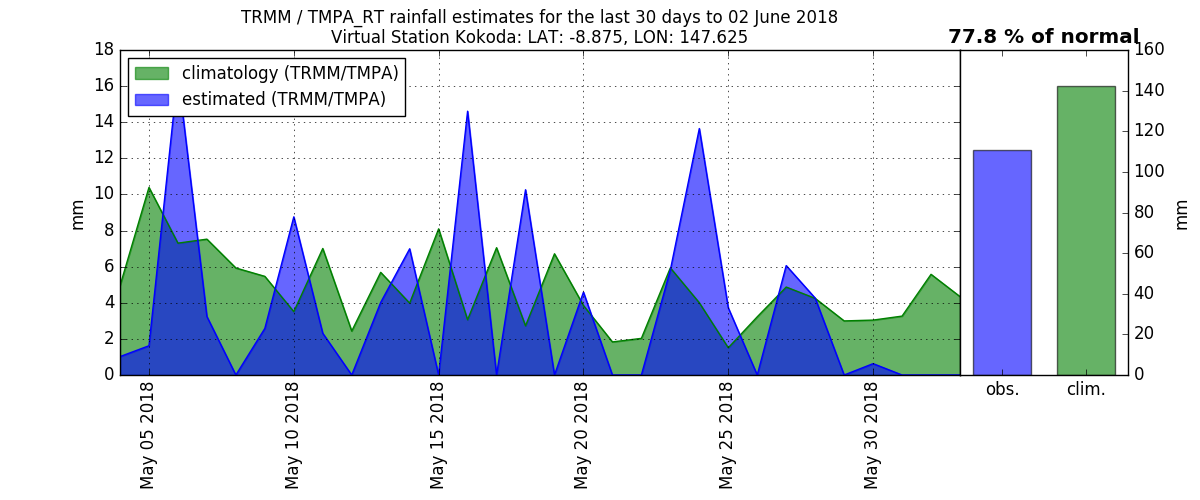 TRMM / TMPA_RT rainfall estimates for the last 30 days to 02 June 2018
Virtual Station Kokoda: LAT: -8.875, LON: 147.625
77.8 % of normal
climatology (TRMM/TMPA)
estimated (TRMM/TMPA)
18
16
14
12
10
8
6
4
2
0
mm
May 05 2018
May 10 2018
May 15 2018
May 20 2018
May 25 2018
May 30 2018
160
140
120
100
80
60
40
20
0
mm
obs.
clim.